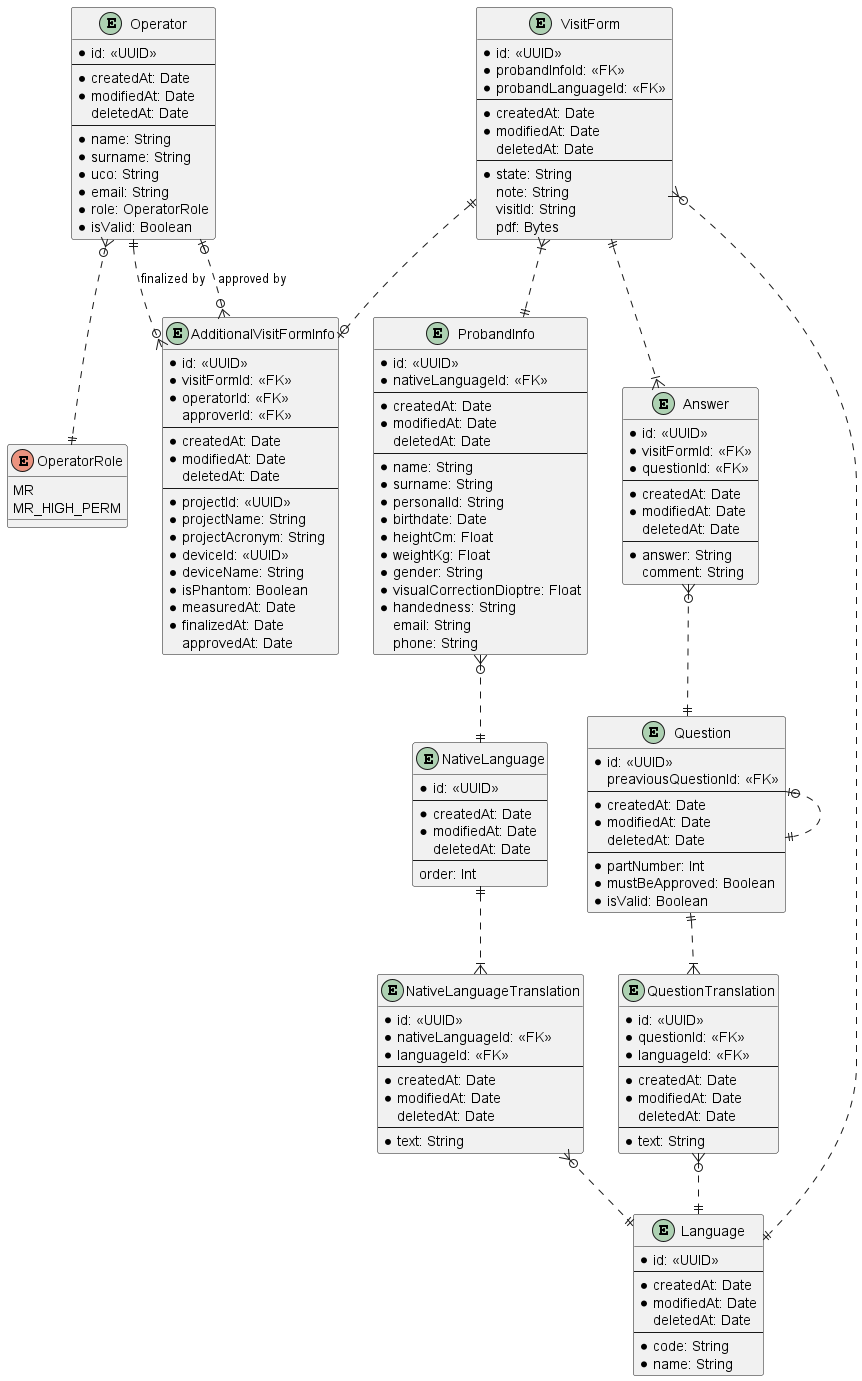 E Operator
id: «UUID»
createdAt: Date
modifiedAt: Date
deletedAt: Date
name: String
surname: String
uco: String
email: String
role: OperatorRole
isValid: Boolean
E VisitForm
id: «UUID»
probandInfoId: «FK»
probandLanguageId: «FK»
createdAt: Date
modifiedAt: Date
deletedAt: Date
state: String
note: String
visitId: String
pdf: Bytes
finalized by
approved by
E OperatorRole
MR
MR_HIGH_PERM
E AdditionalVisitFormInfo
id: «UUID»
visitFormId: «FK»
operatorId: «FK»
approverId: «FK»
createdAt: Date
modifiedAt: Date
deletedAt: Date
projectId: «UUID»
projectName: String
projectAcronym: String
deviceId: «UUID»
deviceName: String
isPhantom: Boolean
measuredAt: Date
finalizedAt: Date
approvedAt: Date
E ProbandInfo
id: «UUID»
nativeLanguageId: «FK»
createdAt: Date
modifiedAt: Date
deletedAt: Date
name: String
surname: String
personalId: String
birthdate: Date
heightCm: Float
weightKg: Float
gender: String
visualCorrectionDioptre: Float
handedness: String
email: String
phone: String
E Answer
id: «UUID»
visitFormId: «FK»
questionId: «FK»
createdAt: Date
modifiedAt: Date
deletedAt: Date
answer: String
comment: String
E NativeLanguage
id: «UUID»
createdAt: Date
modifiedAt: Date
deletedAt: Date
order: Int
E Question
id: «UUID»
preaviousQuestionId: «FK»
createdAt: Date
modifiedAt: Date
deletedAt: Date
partNumber: Int
mustBeApproved: Boolean
isValid: Boolean
E NativeLanguageTranslation
id: «UUID»
nativeLanguageId: «FK»
languageId: «FK»
createdAt: Date
modifiedAt: Date
deletedAt: Date
text: String
E QuestionTranslation
id: «UUID»
questionId: «FK»
languageId: «FK»
createdAt: Date
modifiedAt: Date
deletedAt: Date
text: String
E Language
id: «UUID»
createdAt: Date
modifiedAt: Date
deletedAt: Date
code: String
name: String